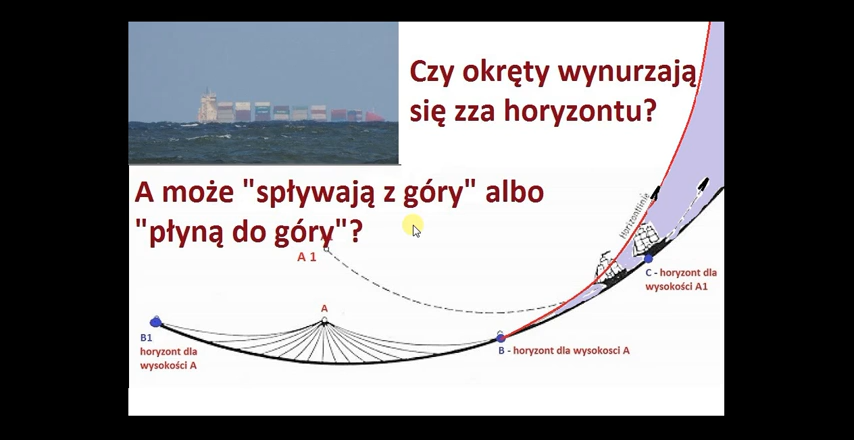 Czy okręty wynurzają
się zza horyzontu?
A może "spływają z góry" albo
"płyną do góry"?
A 1
Horizontlinie
C - horyzont dla
wysokości A1
A
B1
horyzont dla
wysokości A
B - horyzont dla wysokosci A